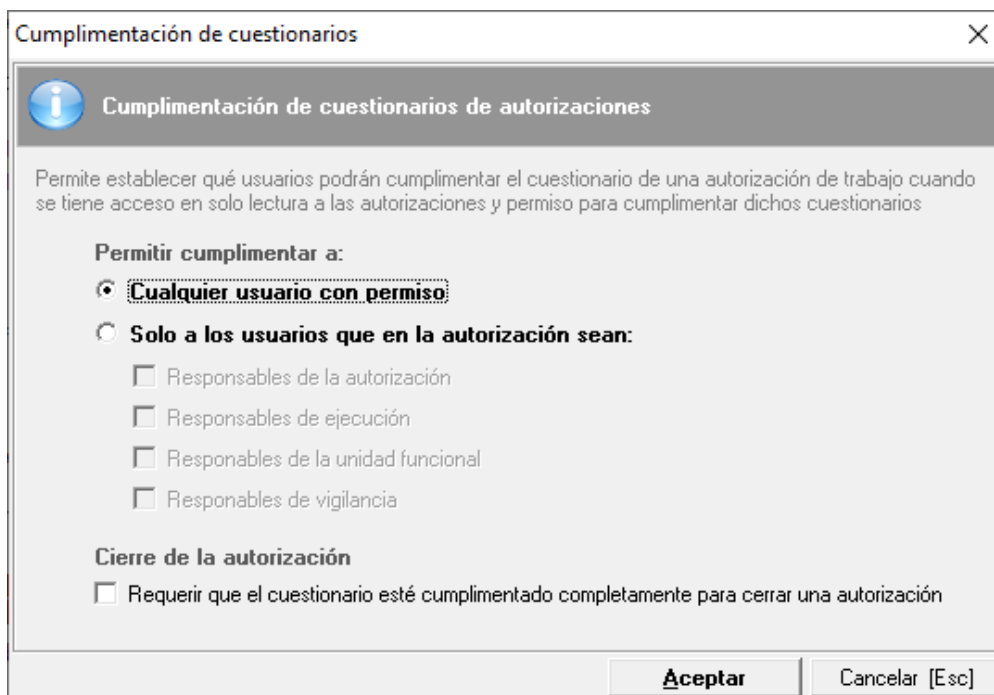 Cumplimentación de cuestionarios
Cumplimentación de cuestionarios de autorizaciones
Permite establecer qué usuarios podrán cumplimentar el cuestionario de una autorización de trabajo cuando
se tiene acceso en solo lectura a las autorizaciones y permiso para cumplimentar dichos cuestionarios
Permitir cumplimentar a:
Cualquier usuario con permiso
Solo a los usuarios que en la autorización sean:
Responsables de la autorización
Responsables de ejecución
Responables de la unidad funcional
Responables de vigilancia
Cierre de la autorización
Requerir que el cuestionario esté cumplimentado completamente para cerrar una autorización
Aceptar
Cancelar [Esc]